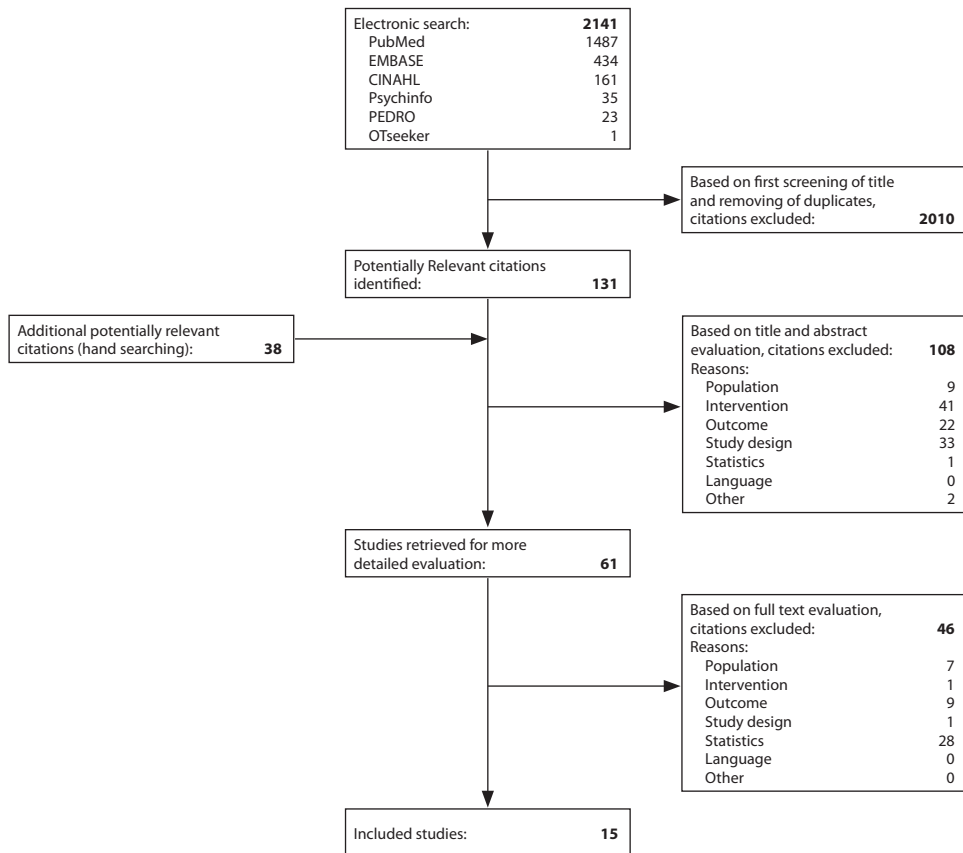 Electronic search: 2141
PubMed 1487
EMBASE 434
CINAHL 161
Psychinfo 35
PEDRO 23
OTseeker 1
Based on first screening of title
and removing of duplicates,
citations excluded: 2010
Potentially Relevant citations
identified: 131
Additional potentially relevant
citations (hand searching): 38
Based on title and abstract
evaluation, citations excluded: 108
Reasons:
Population 9
Intervention 41
Outcome 22
Study design 33
Statistics 1
Language 0
Other 2
Studies retrieved for more
detailed evaluation: 61
Based on full text evaluation,
citations excluded: 46
Reasons:
Population 7
Intervention 1
Outcome 9
Study design 1
Statistics 28
Language 0
Other 0
Included studies: 15